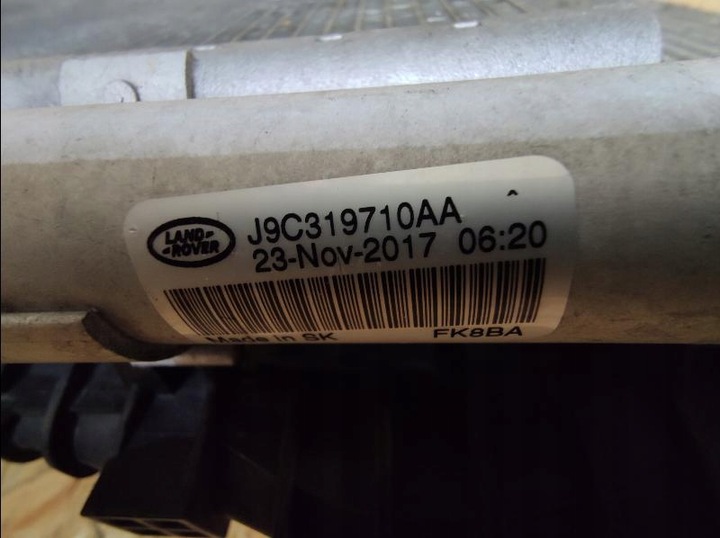 LAND ROVER
J9C319710AA
23-Nov-2017 06:20
Made in SK FK8BA